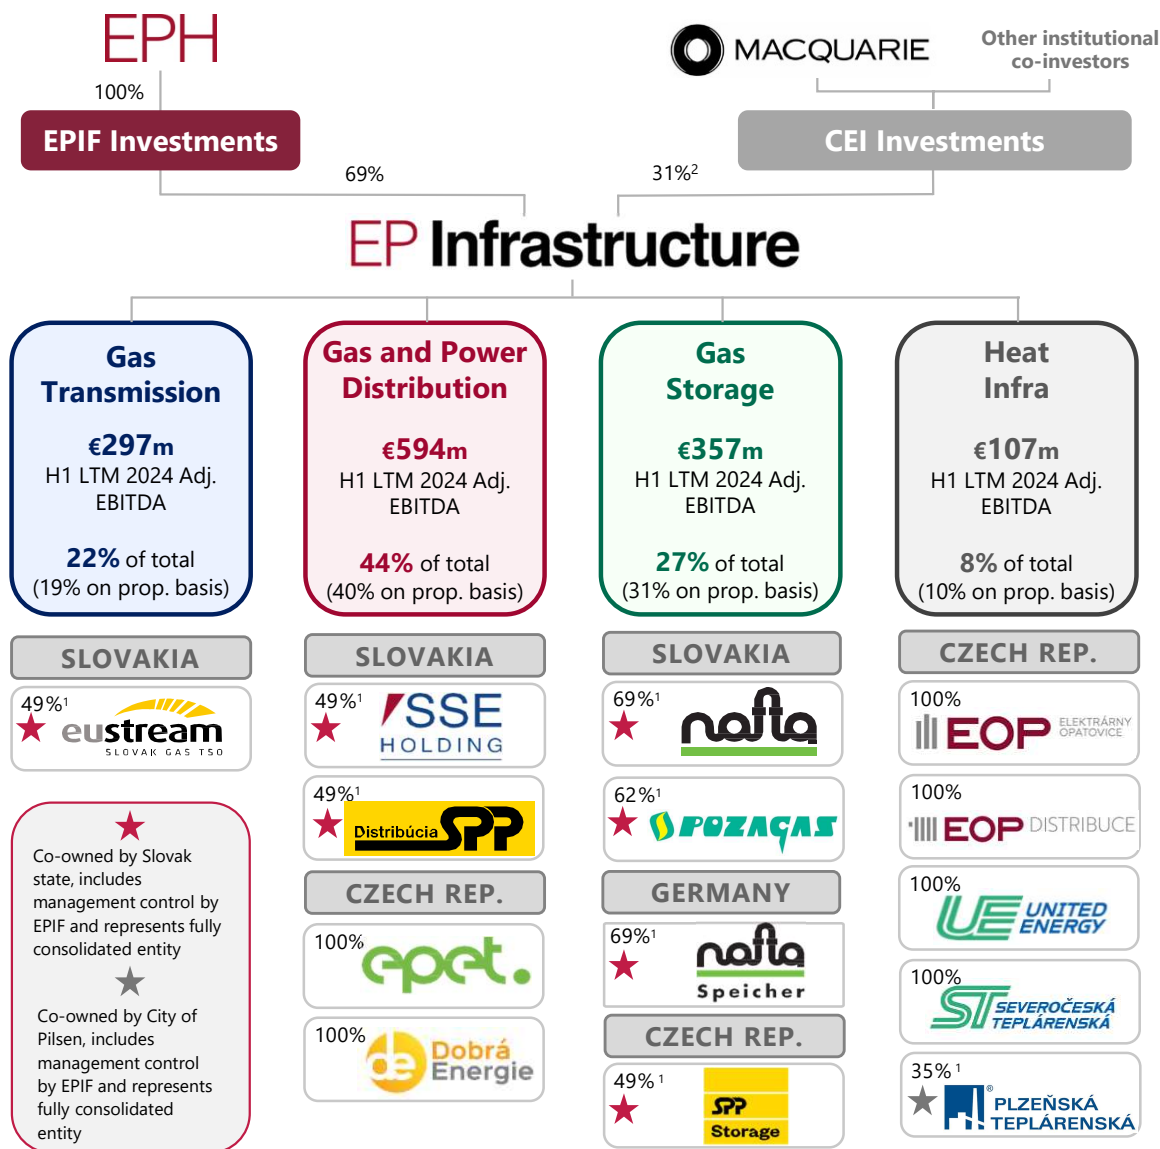 EPH
MACQUARIE
Other institutional
co-investors
100%
EPIF Investments
CEI Investments
69%
31%²
EP Infrastructure
Gas
Transmission
€297m
H1 LTM 2024 Adj.
EBITDA
22% of total
(19% on prop. basis)
Gas and Power
Distribution
€594m
H1 LTM 2024 Adj.
EBITDA
44% of total
(40% on prop. basis)
Gas
Storage
€357m
H1 LTM 2024 Adj.
EBITDA
27% of total
(31% on prop. basis)
Heat
Infra
€107m
H1 LTM 2024 Adj.
EBITDA
8% of total
(10% on prop. basis)
SLOVAKIA
49%¹
eustream
SLOVAK GAS TSO
Co-owned by Slovak
state, includes
management control by
EPIF and represents fully
consolidated entity
Co-owned by City of
Pilsen, includes
management control
by EPIF and represents
fully consolidated
entity
SLOVAKIA
49%¹
SSE
HOLDING
49%¹
Distribúcia SPP
CZECH REP.
100%
epet.
100%
de Dobrá
Energie
SLOVAKIA
69%¹
nafta
62%¹
POZAGAS
GERMANY
69%¹
nafta
Speicher
CZECH REP.
49% ¹
SPP
Storage
CZECH REP.
100%
EOP ELEKTRÁRNY
OPATOVICE
100%
EOP DISTRIBUCE
100%
UE UNITED
ENERGY
100%
ST SEVEROČESKÁ
TEPLÁRENSKÁ
35% ¹
® PLZEŇSKÁ
TEPLÁRENSKÁ